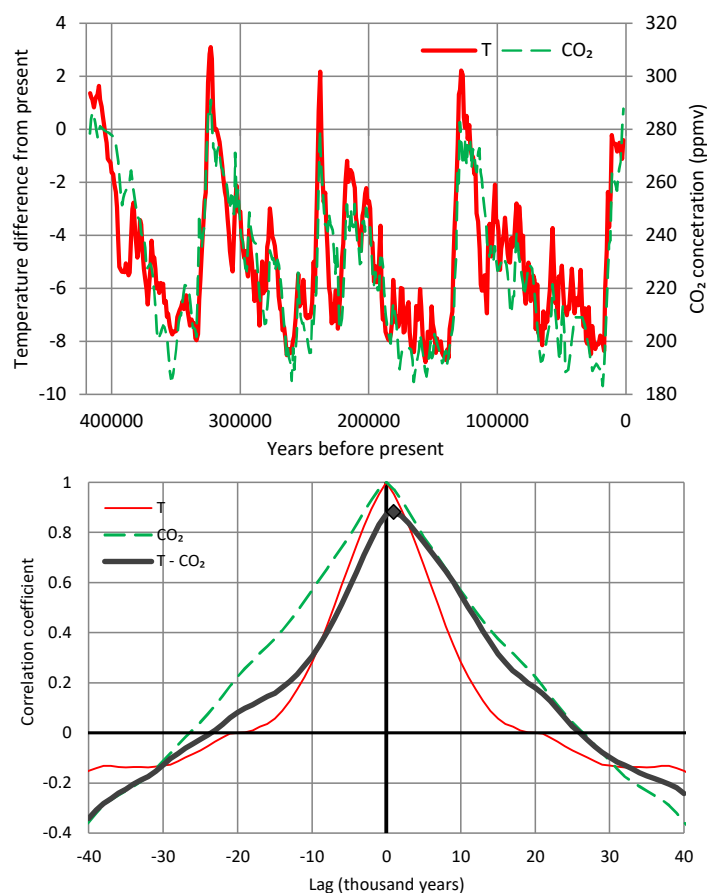 4
2
0
-2
-4
-6
-8
-10
320
300
280
260
240
220
200
180
T
CO₂
Temperature difference from present
CO₂ concetration (ppmv)
400000 300000 200000 100000 0
Years before present
1
0.8
0.6
0.4
0.2
0
-0.2
-0.4
T
CO₂
T - CO₂
Correlation coefficient
-40 -30 -20 -10 0 10 20 30 40
Lag (thousand years)